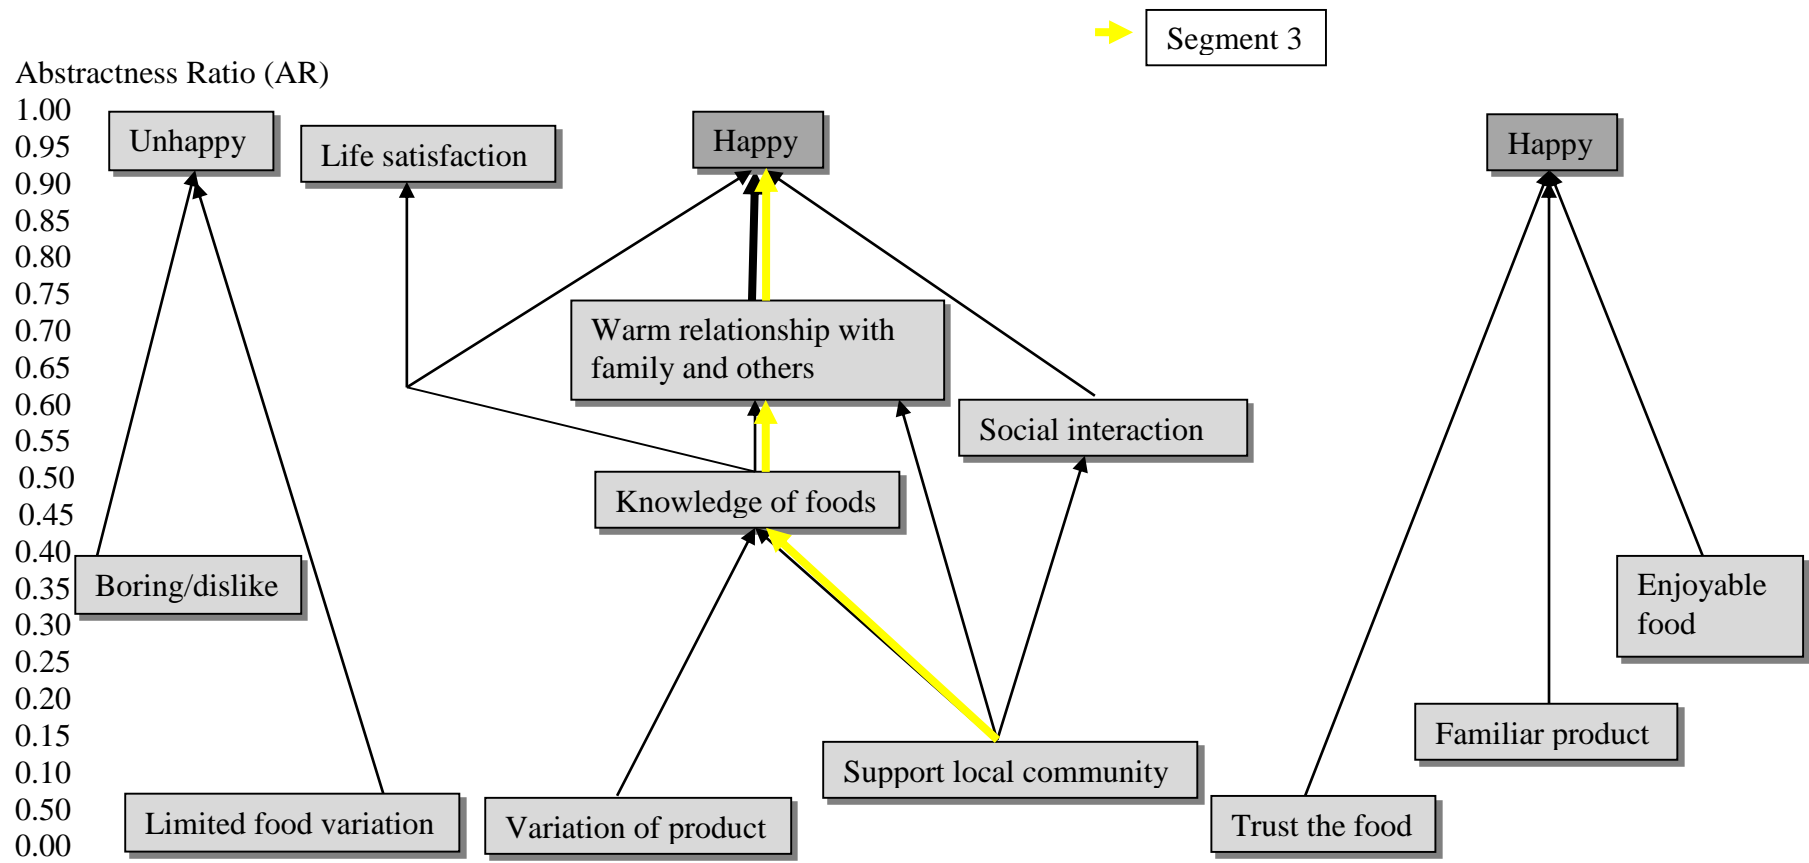 Segment 3
Abstractness Ratio (AR)
1.00
0.95
0.90
0.85
0.80
0.75
0.70
0.65
0.60
0.55
0.50
0.45
0.40
0.35
0.30
0.25
0.20
0.15
0.10
0.50
0.00
Unhappy
Life satisfaction
Happy
Happy
Warm relationship with
family and others
Social interaction
Knowledge of foods
Boring/dislike
Enjoyable
food
Familiar product
Support local community
Limited food variation
Variation of product
Trust the food